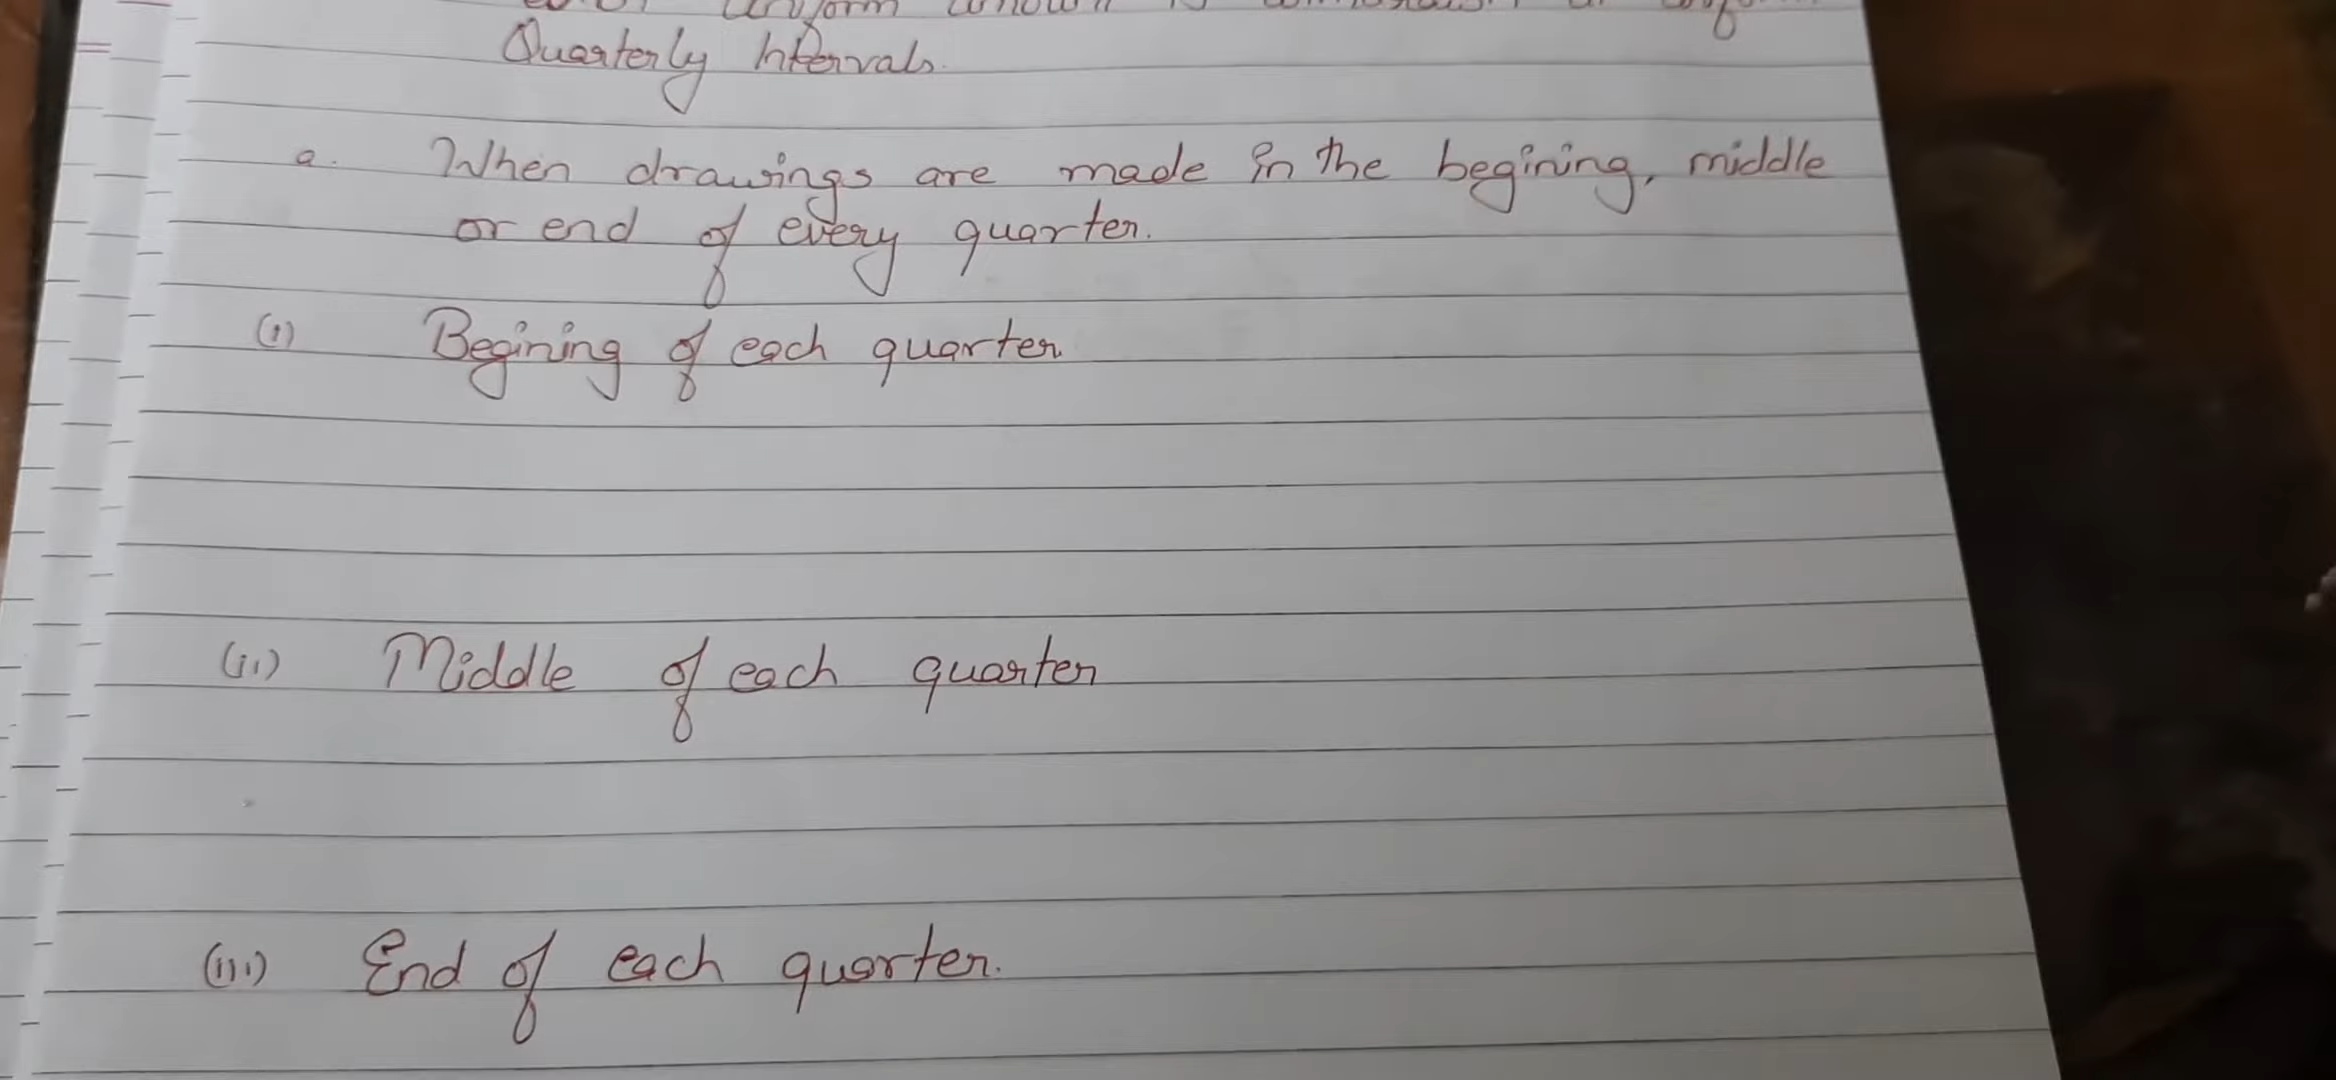 Quarterly Intervals.
a. When drawings are made in the begining, middle
or end of every quarter.
(i) Begining of each quarter
(ii) Middle of each quarter
(iii) End of each quarter.